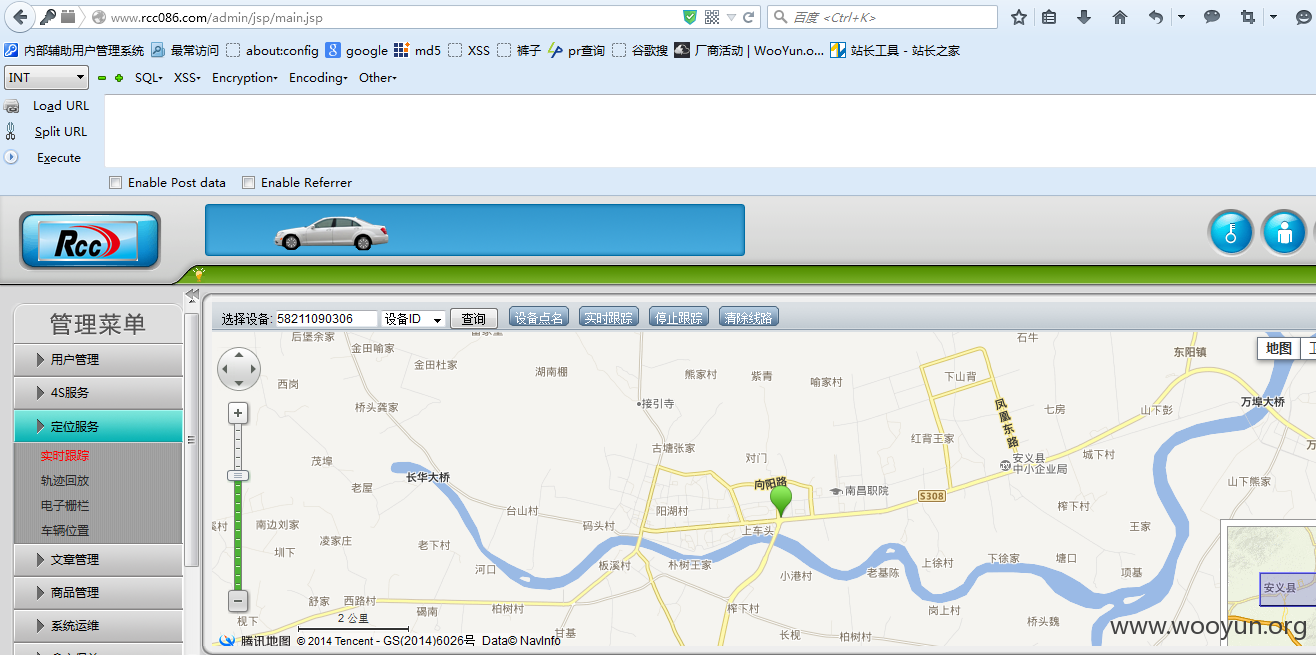 www.rcc086.com/admin/jsp/main.jsp
百度 <Ctrl+K>
内部辅助用户管理系统 最常访问 about:config google md5 XSS 裤子 pr查询 谷歌搜 厂商活动 | WooYun.o... 站长工具 - 站长之家
INT SQL XSS Encryption Encoding Other
Load URL
Split URL
Execute
Enable Post data Enable Referrer
Rcc
管理菜单
用户管理
4S服务
定位服务
实时跟踪
轨迹回放
电子栅栏
车辆位置
文章管理
商品管理
系统运维
选择设备: 58211090306 设备ID 查询 设备点名 实时跟踪 停止跟踪 清除线路
后堡余家
石牛
金田喻家
东阳镇
地图
金田杜家
湖南棚
熊家村
紫青
喻家村
下山背
西岗
桥头龚家
接引寺
凤凰东路
七房
山下彭
万埠大桥
红背王家
古塘张家
茂埠
对门
安义县
中小企业局
城下村
长华大桥
向阳路
老屋
南昌职院
S308
山下熊家
台山村
阳湖村
榨下村
溪村
南边刘家
码头村
上车头
王家
凌家庄
老下村
圳下
河口
板溪村
朴树王家
小港村
老基陈
上徐村
下徐家
塘口
项基
安义县
舒家
西路村
碣南
柏树村
榨下村
岗上村
枧下
2 公里
甘基
长枧
柏树村
桥头魏
腾讯地图 © 2014 Tencent - GS(2014)6026号 Data© NavInfo
www.wooyun.org